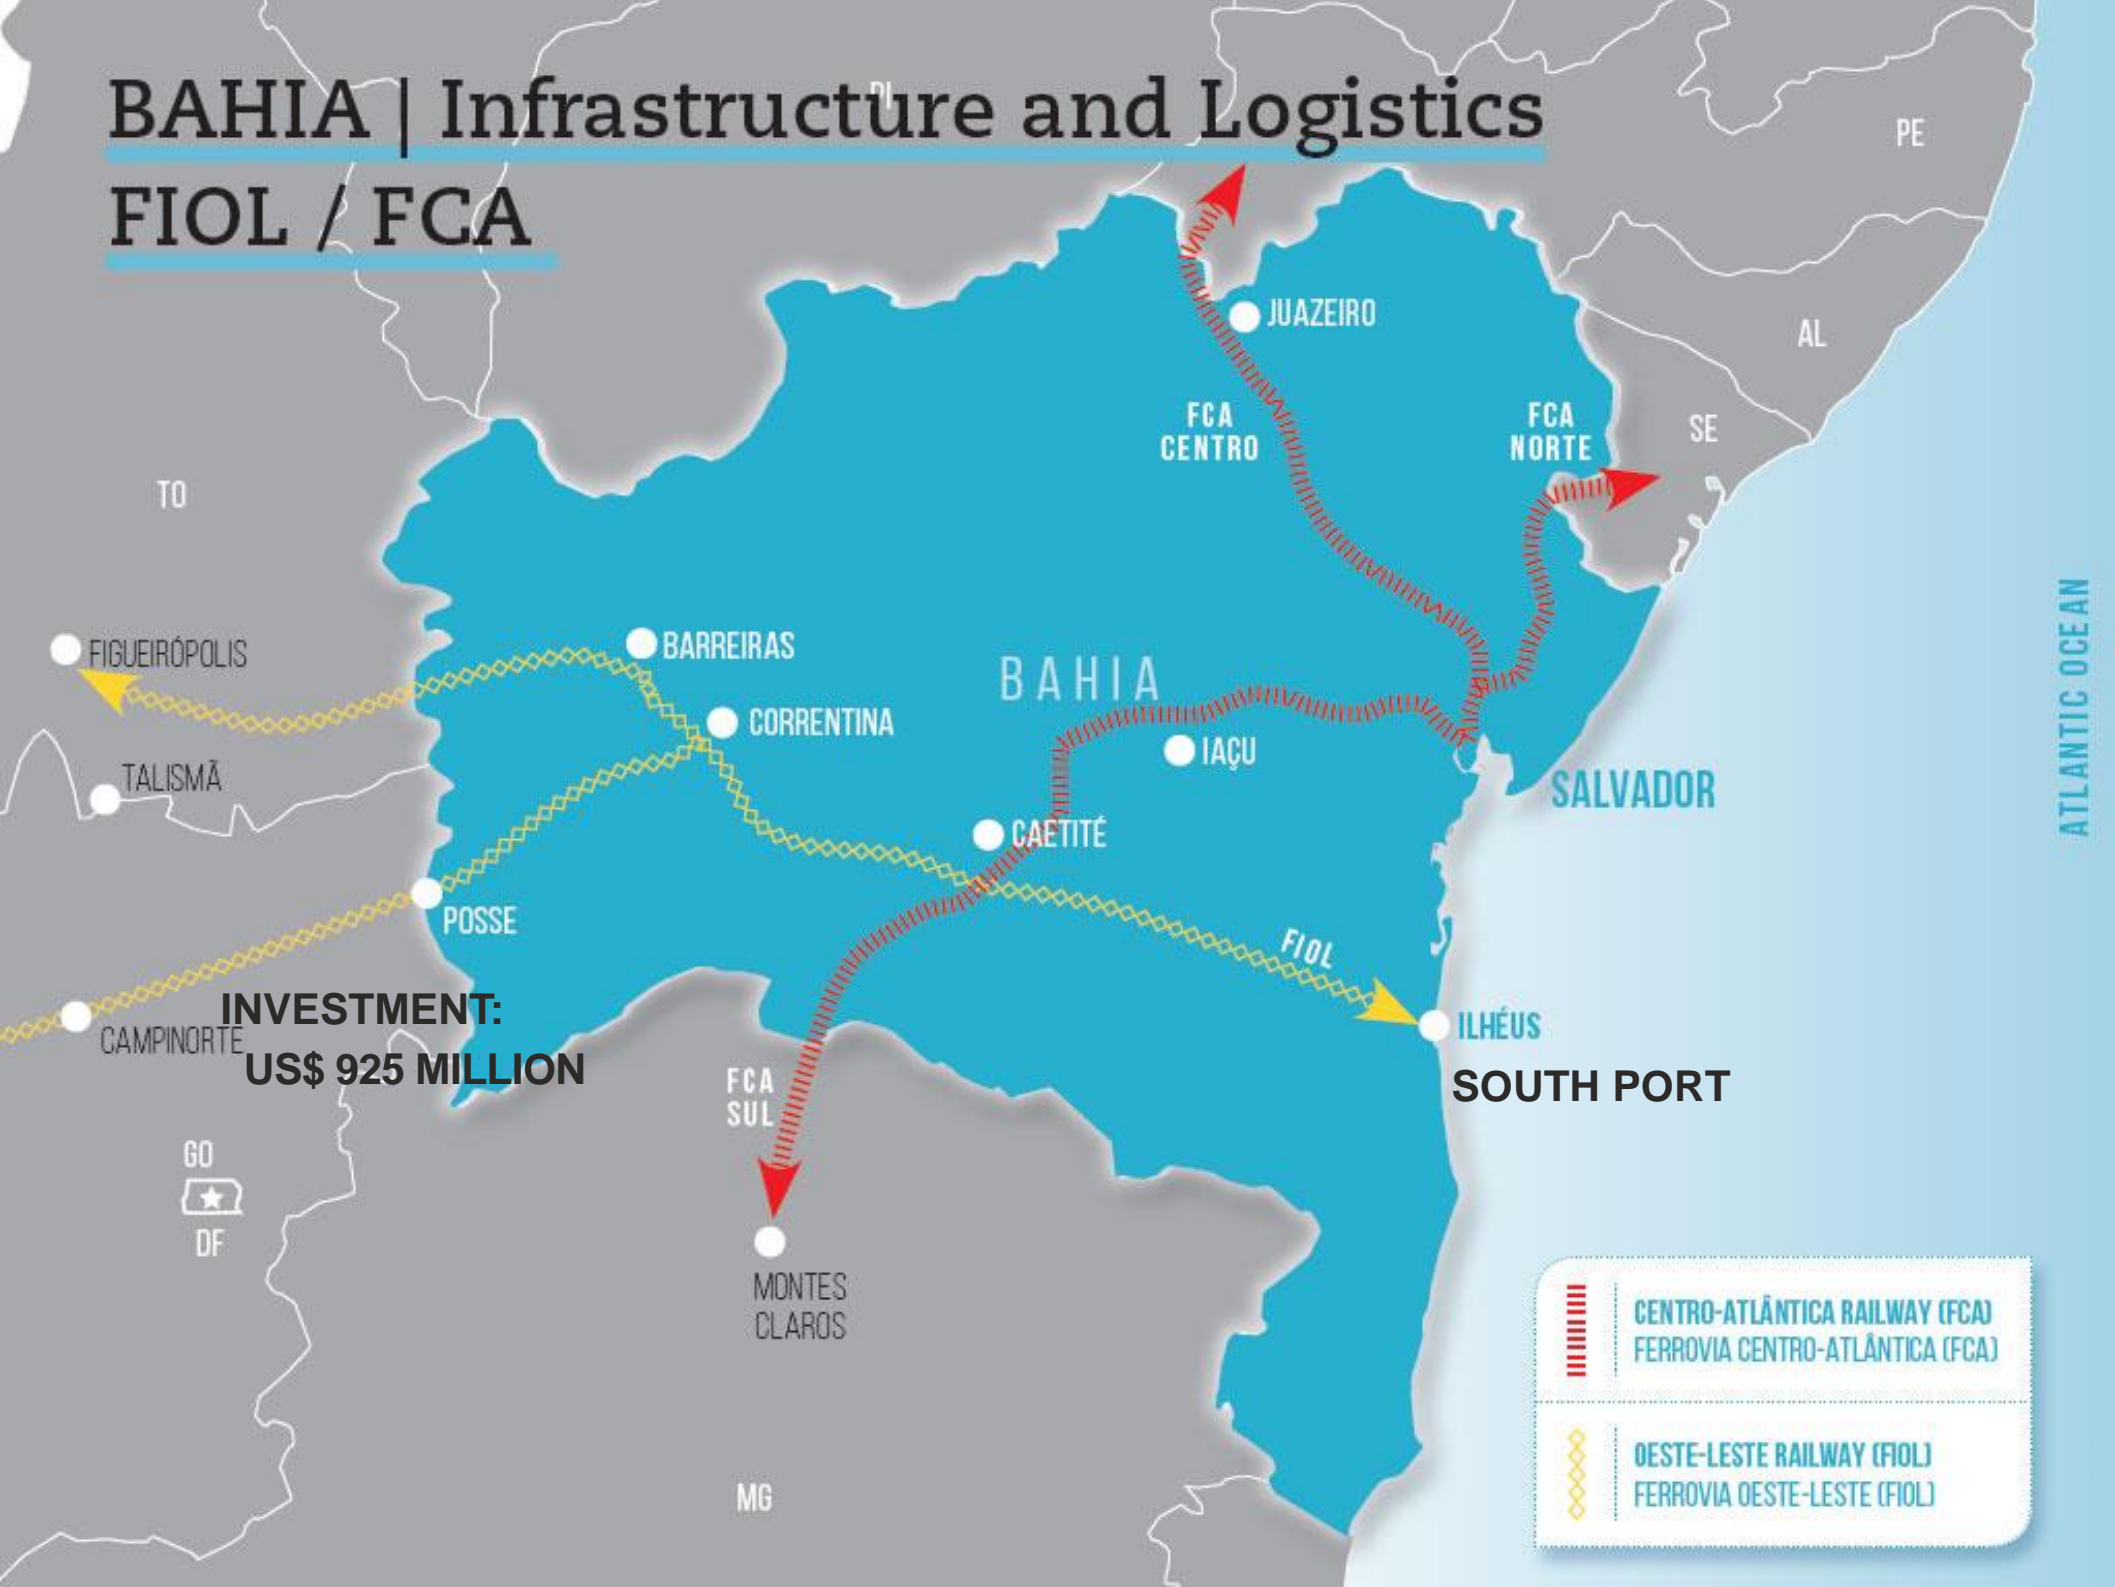 BAHIA | Infrastructure and Logistics
FIOL / FCA
PI
PE
AL
SE
TO
JUAZEIRO
FCA
CENTRO
FCA
NORTE
FIGUEIRÓPOLIS
BARREIRAS
BAHIA
CORRENTINA
IAÇU
TALISMÃ
SALVADOR
ATLANTIC OCEAN
CAETITÉ
POSSE
FIOL
INVESTMENT:
US$ 925 MILLION
CAMPINORTE
ILHÉUS
SOUTH PORT
FCA
SUL
GO
DF
MONTES
CLAROS
MG
CENTRO-ATLÂNTICA RAILWAY (FCA)
FERROVIA CENTRO-ATLÂNTICA (FCA)
OESTE-LESTE RAILWAY (FIOL)
FERROVIA OESTE-LESTE (FIOL)